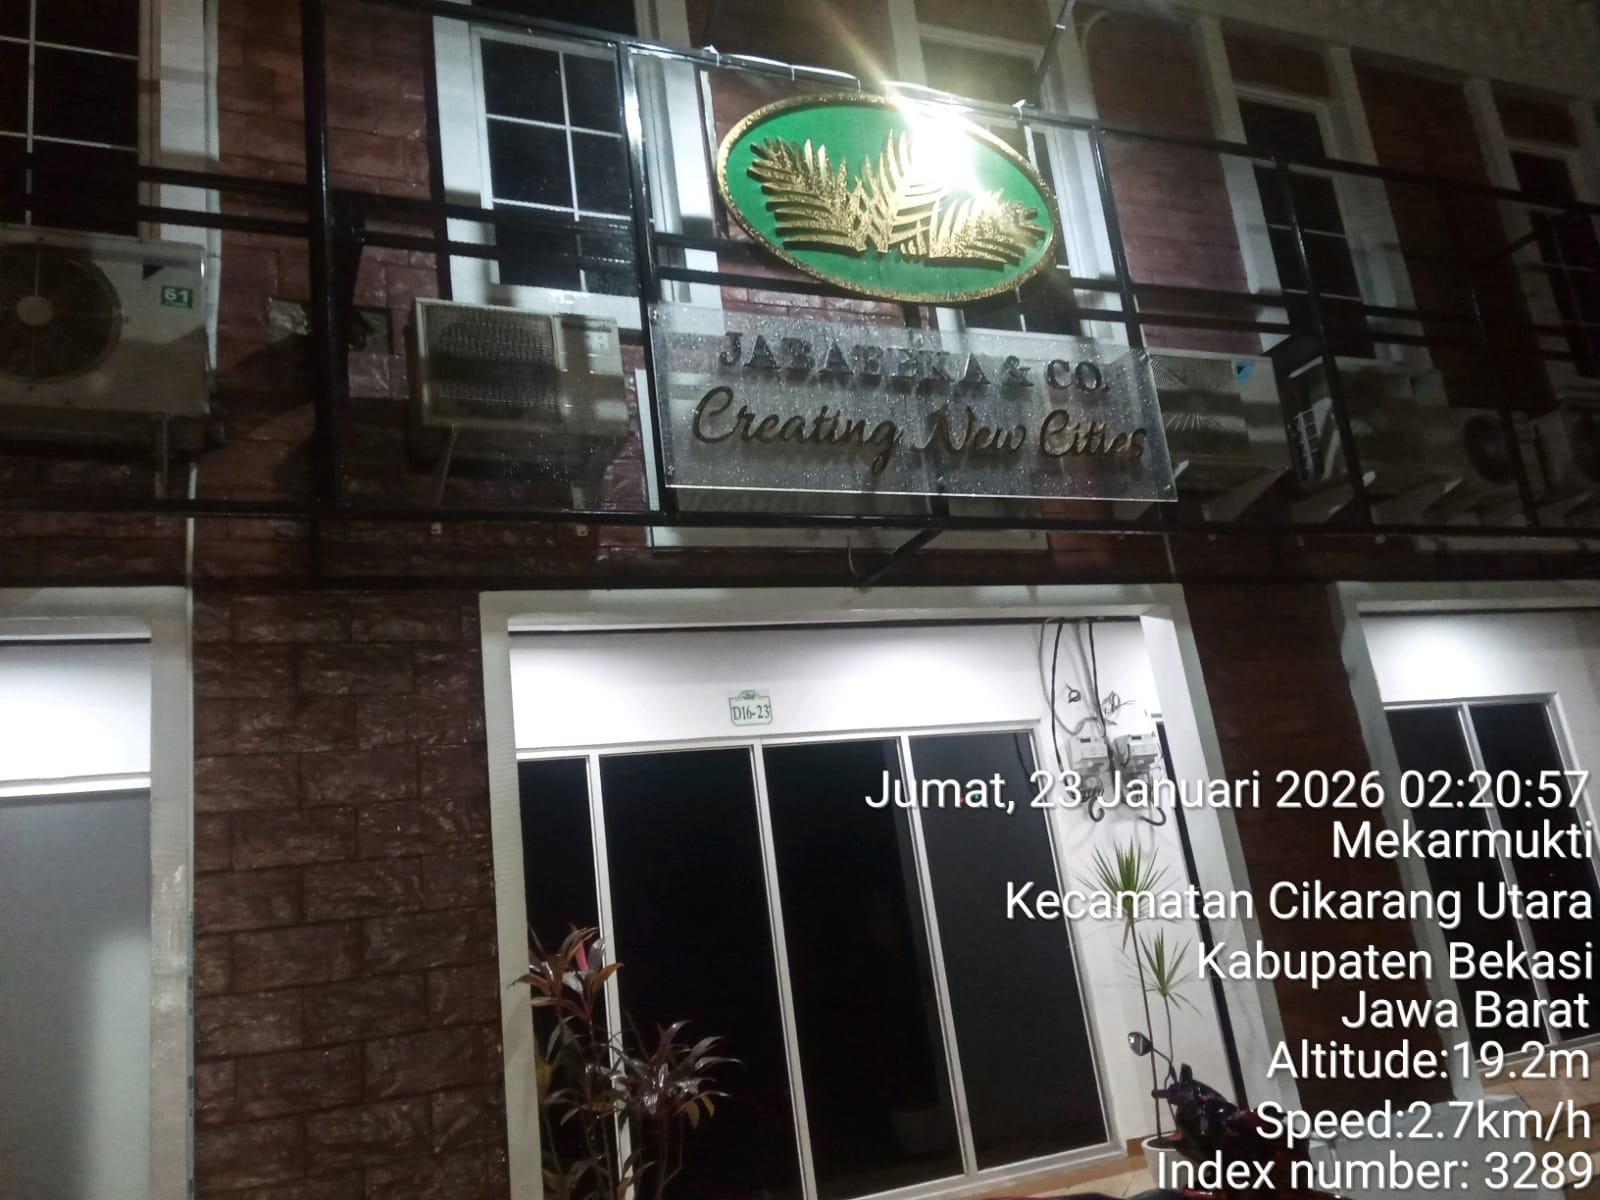 61
JABABEKA & CO.
Creating New Cities
D16-23
Jumat, 23 Januari 2026 02:20:57
Mekarmukti
Kecamatan Cikarang Utara
Kabupaten Bekasi
Jawa Barat
Altitude:19.2m
Speed:2.7km/h
Index number: 3289